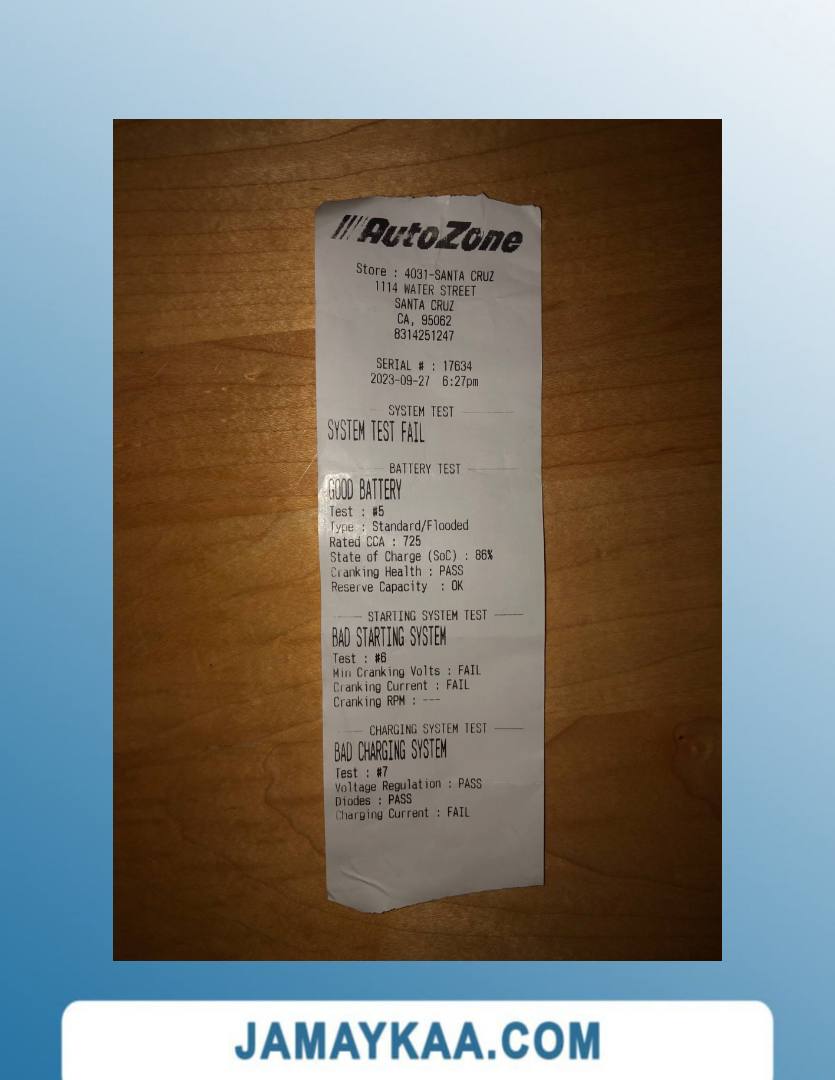 AutoZone
Store : 4031-SANTA CRUZ
1114 WATER STREET
SANTA CRUZ
CA, 95062
8314251247
SERIAL # : 17634
2023-09-27 6:27pm
SYSTEM TEST
SYSTEM TEST FAIL
BATTERY TEST
GOOD BATTERY
Test : #5
Type : Standard/Flooded
Rated CCA : 725
State of Charge (SoC) : 86%
Cranking Health : PASS
Reserve Capacity : OK
STARTING SYSTEM TEST
BAD STARTING SYSTEM
Test : #6
Min Cranking Volts : FAIL
Cranking Current : FAIL
Cranking RPM : ---
CHARGING SYSTEM TEST
BAD CHARGING SYSTEM
Test : #7
Voltage Regulation : PASS
Diodes : PASS
Charging Current : FAIL
JAMAYKAA.COM